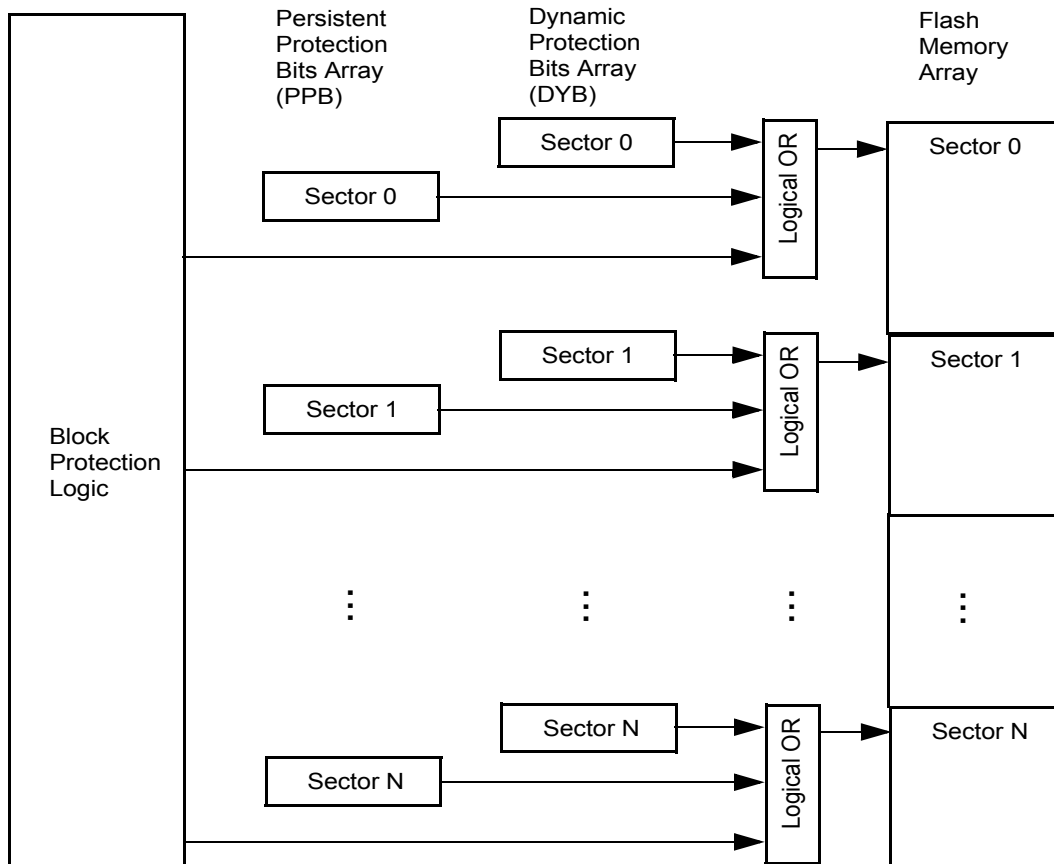 Persistent
Protection
Bits Array
(PPB)
Dynamic
Protection
Bits Array
(DYB)
Flash
Memory
Array
Sector 0
Sector 0
Logical OR
Sector 0
Sector 1
Sector 1
Logical OR
Sector 1
Block
Protection
Logic
Sector N
Sector N
Logical OR
Sector N